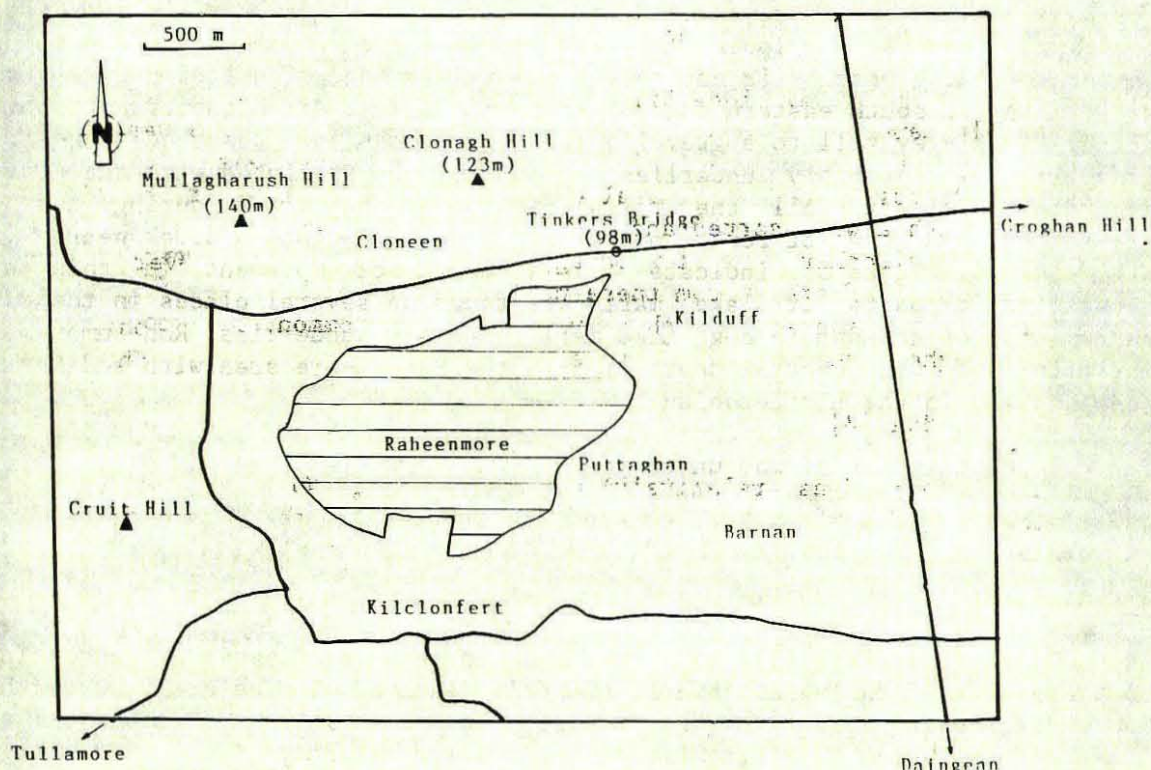 500 m
N
Clonagh Hill
(123m)
Mullagharush Hill
(140m)
Tinkers Bridge
(98m)
Croghan Hill
Cloneen
Kilduff
Raheenmore
Puttaghan
Cruit Hill
Barnan
Kilclonfert
Tullamore
Daingean